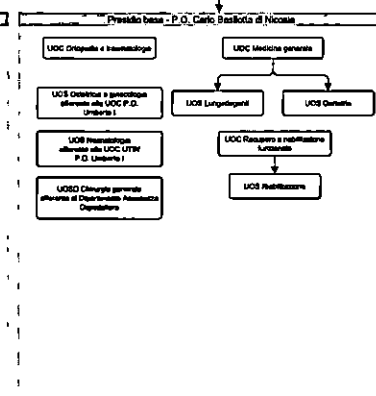 Presidio base - P.O. Carlo Basilotta di Nicosia
UOC Ortopedia e traumatologia
UOC Medicina generale
UOS Ostetricia e ginecologia
afferente alla UOC P.O.
Umberto I
UOS Lungodegenti
UOS Geriatria
UOS Neonatologia
afferente alla UOC UTIN
P.O. Umberto I
UOC Recupero e riabilitazione
funzionale
UOSD Chirurgia generale
afferente al Dipartimento Assistenza
Ospedaliera
UOS Riabilitazione